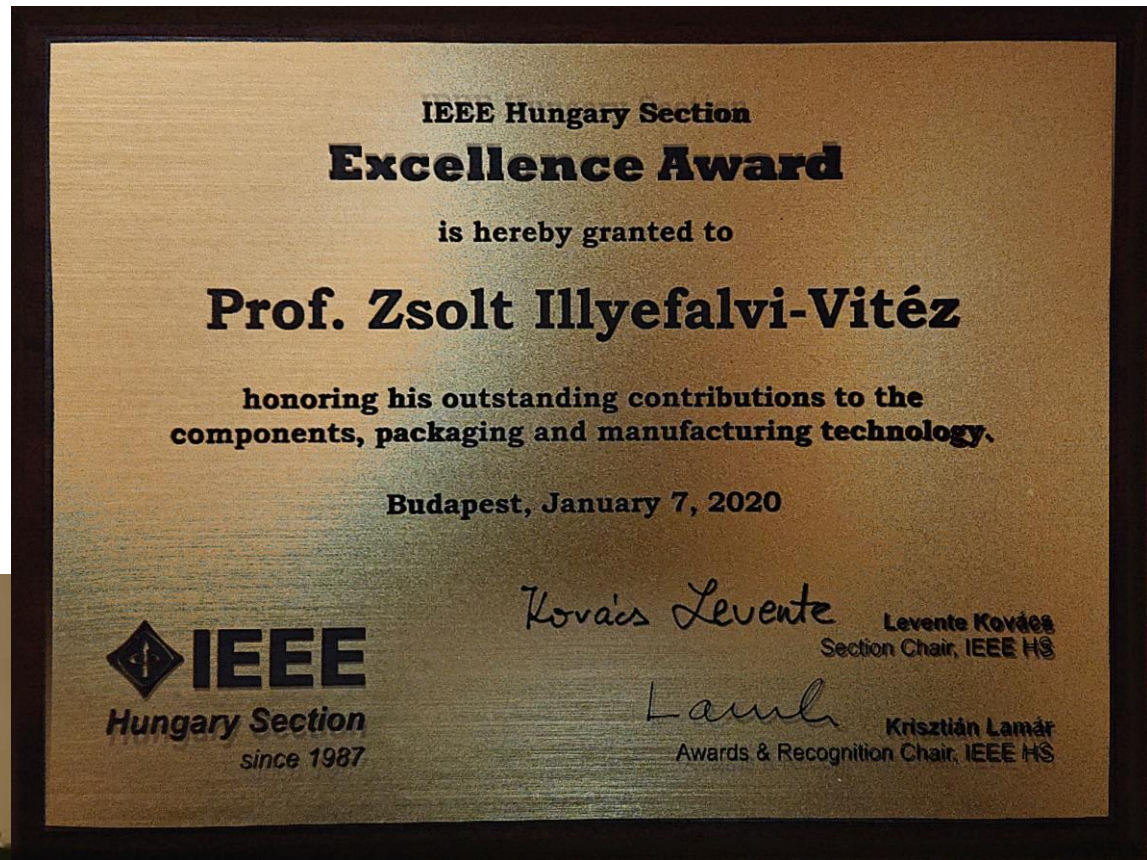 IEEE Hungary Section
Excellence Award
is hereby granted to
Prof. Zsolt Illyefalvi-Vitéz
honoring his outstanding contributions to the
components, packaging and manufacturing technology.
Budapest, January 7, 2020
Kovács Levente
Levente Kovács
Section Chair, IEEE HS
Krisztián Lamár
Awards & Recognition Chair, IEEE HS
IEEE
Hungary Section
since 1987